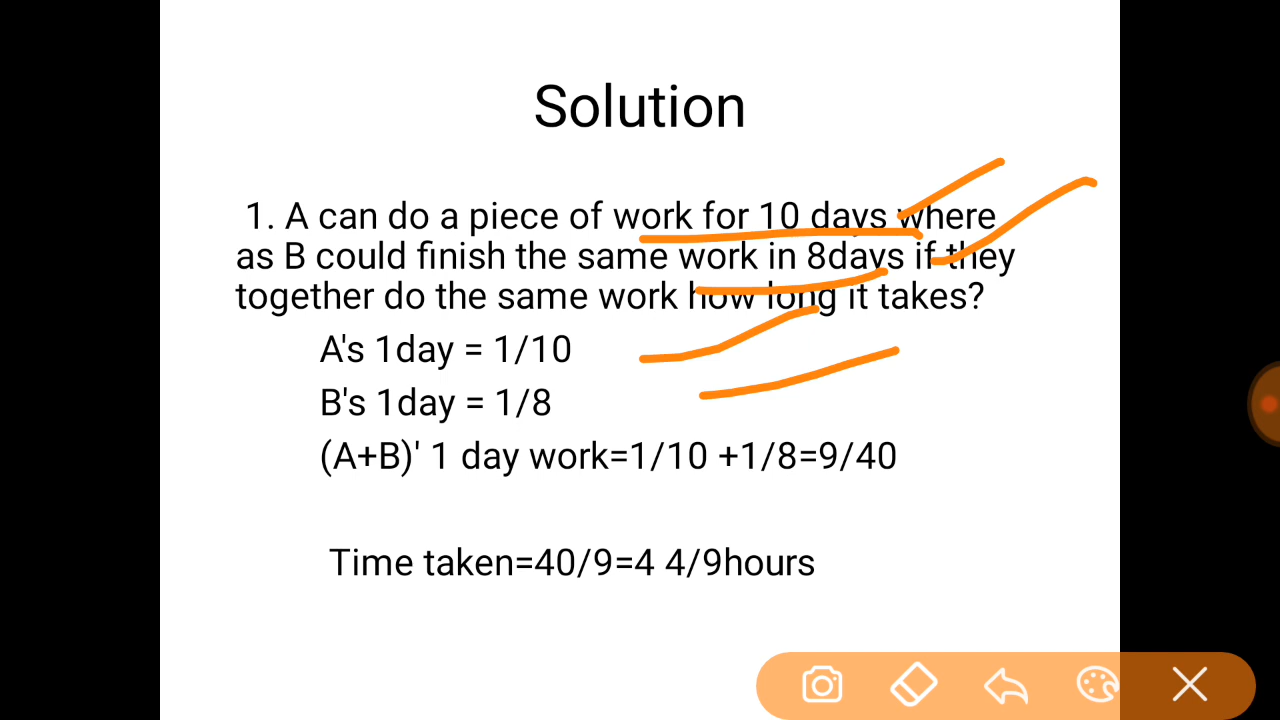 Solution
1. A can do a piece of work for 10 days where
as B could finish the same work in 8days if they
together do the same work how long it takes?
A's 1day = 1/10
B's 1day = 1/8
(A+B)' 1 day work=1/10 +1/8=9/40
Time taken=40/9=4 4/9hours